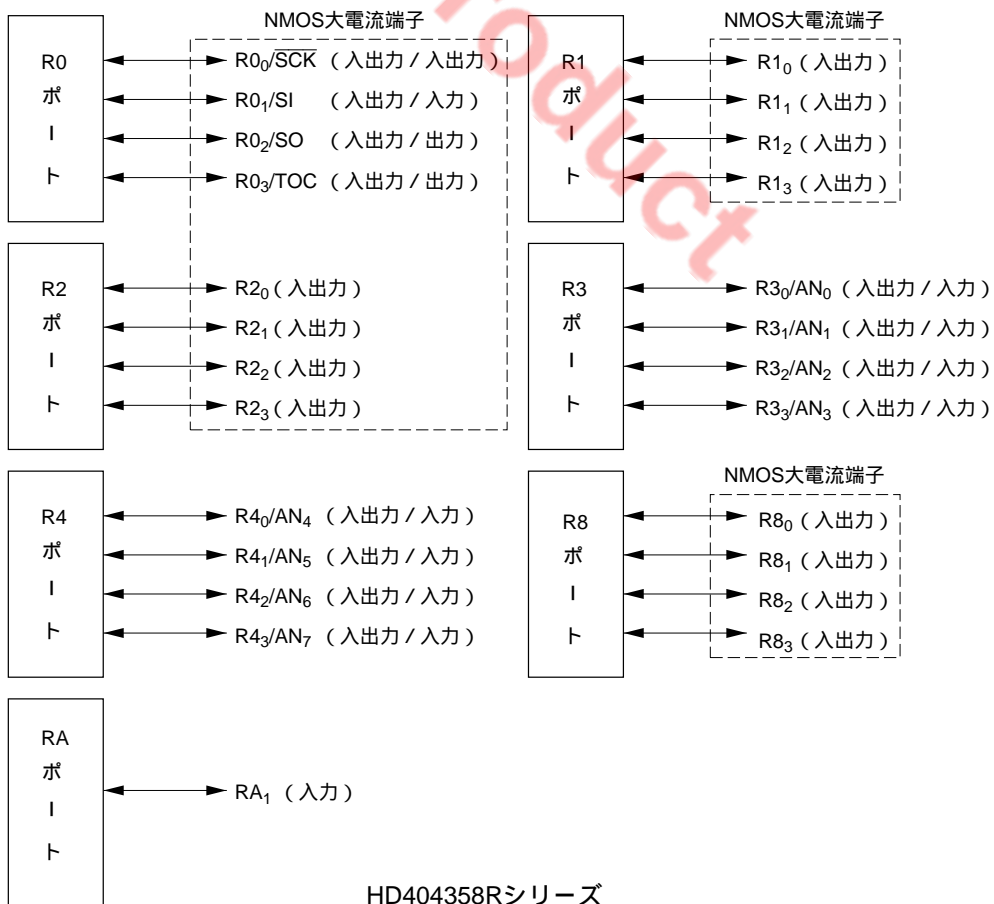 NMOS大電流端子
R0
ポート
R0₀/S̅C̅K̅ (入出力 / 入出力)
R0₁/SI (入出力 / 入力)
R0₂/SO (入出力 / 出力)
R0₃/TOC (入出力 / 出力)
NMOS大電流端子
R1
ポート
R1₀ (入出力)
R1₁ (入出力)
R1₂ (入出力)
R1₃ (入出力)
R2
ポート
R2₀ (入出力)
R2₁ (入出力)
R2₂ (入出力)
R2₃ (入出力)
R3
ポート
R3₀/AN₀ (入出力 / 入力)
R3₁/AN₁ (入出力 / 入力)
R3₂/AN₂ (入出力 / 入力)
R3₃/AN₃ (入出力 / 入力)
R4
ポート
R4₀/AN₄ (入出力 / 入力)
R4₁/AN₅ (入出力 / 入力)
R4₂/AN₆ (入出力 / 入力)
R4₃/AN₇ (入出力 / 入力)
NMOS大電流端子
R8
ポート
R8₀ (入出力)
R8₁ (入出力)
R8₂ (入出力)
R8₃ (入出力)
RA
ポート
RA₁ (入力)
HD404358Rシリーズ
roduct